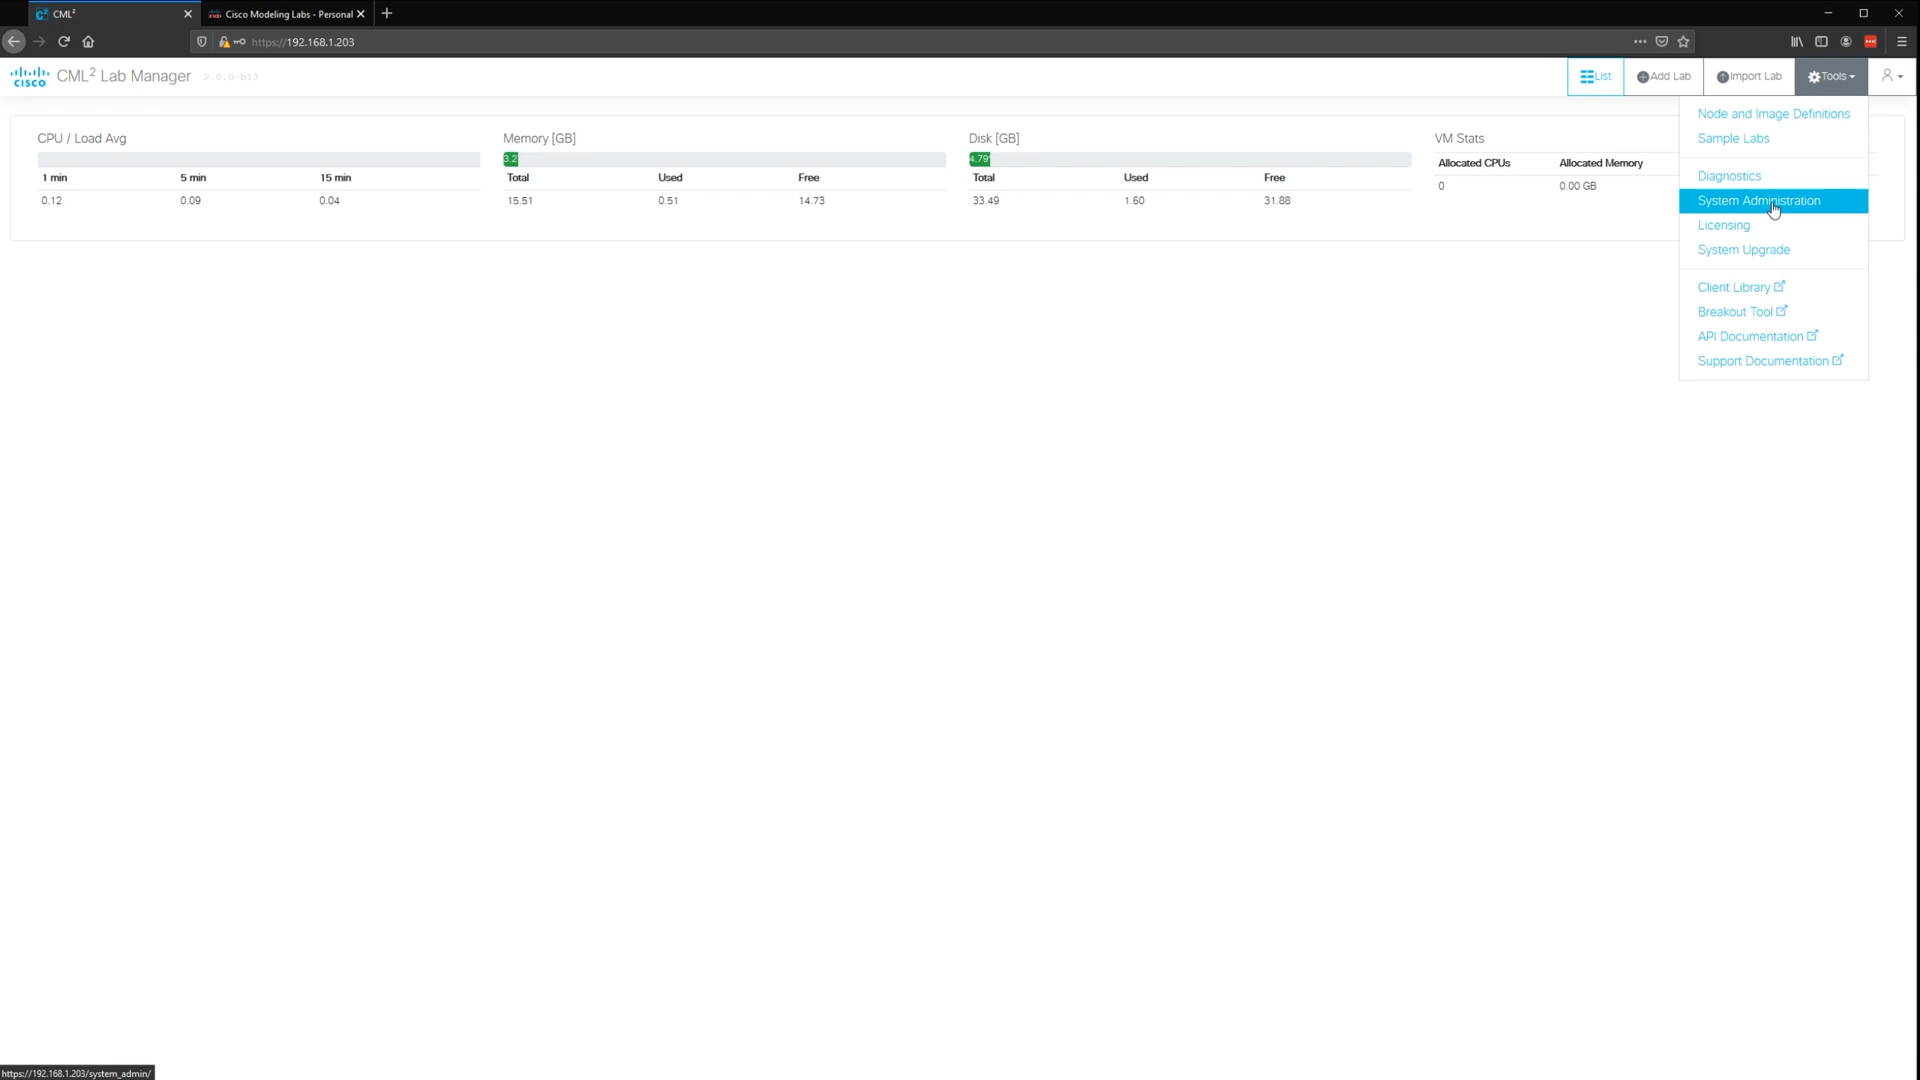 CML²
Cisco Modeling Labs - Personal
https://192.168.1.203
cisco
CML² Lab Manager 2.0.0-b13
List
Add Lab
Import Lab
Tools
CPU / Load Avg
1 min 5 min 15 min
0.12 0.09 0.04
Memory [GB]
3.2
Total Used Free
15.51 0.51 14.73
Disk [GB]
4.79
Total Used Free
33.49 1.60 31.88
VM Stats
Allocated CPUs Allocated Memory
0 0.00 GB
Node and Image Definitions
Sample Labs
Diagnostics
System Administration
Licensing
System Upgrade
Client Library
Breakout Tool
API Documentation
Support Documentation
https://192.168.1.203/system_admin/